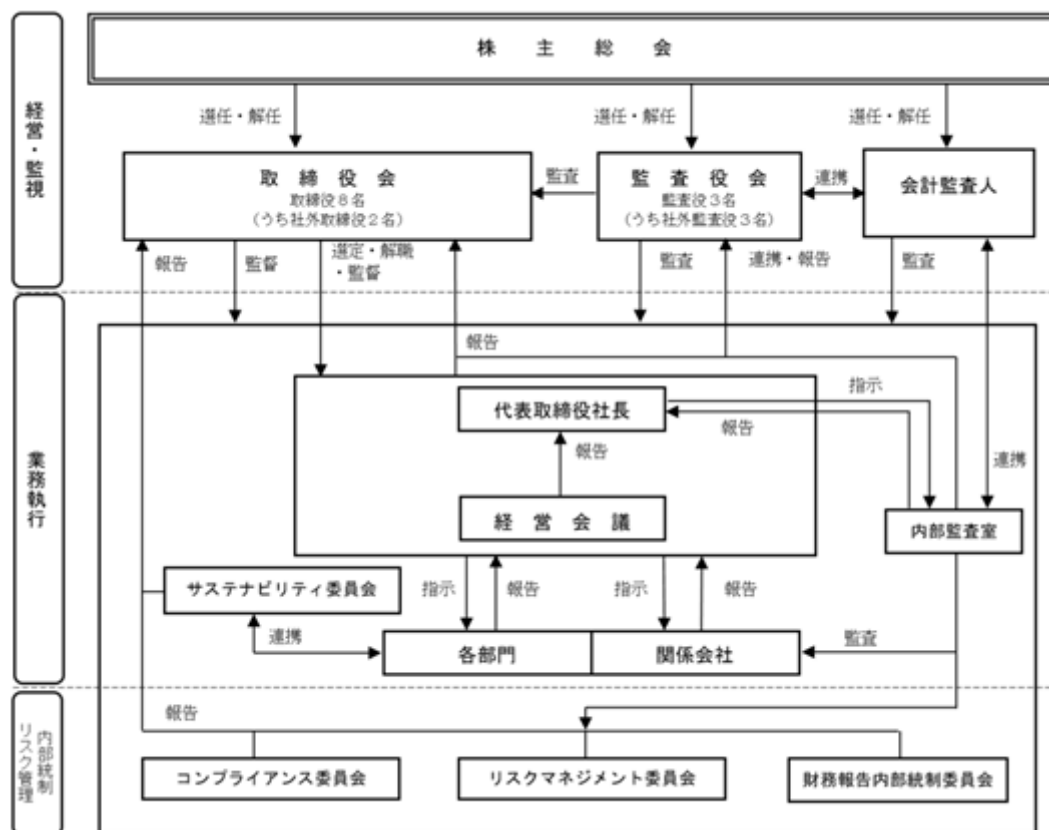 株主総会
経営・監視
選任・解任
選任・解任
選任・解任
取締役会
取締役8名
(うち社外取締役2名)
監査
監査役会
監査役3名
(うち社外監査役3名)
連携
会計監査人
報告
監督
選定・解職
・監督
監査
連携・報告
監査
業務執行
報告
代表取締役社長
指示
報告
報告
連携
経営会議
内部監査室
サステナビリティ委員会
指示
報告
指示
報告
連携
各部門
関係会社
監査
内部統制
リスク管理
報告
コンプライアンス委員会
リスクマネジメント委員会
財務報告内部統制委員会